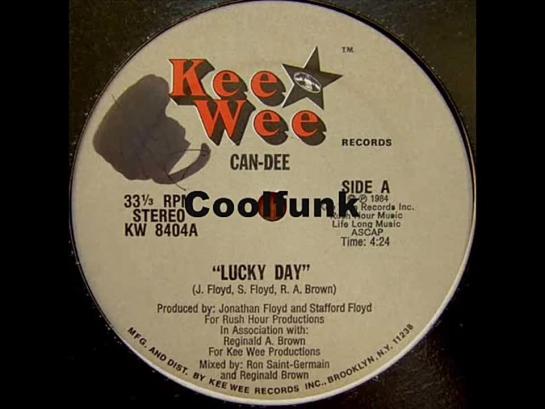 Kee
Wee
TM.
RECORDS
CAN-DEE
33⅓ RPM
STEREO
KW 8404A
Coolfunk
SIDE A
℗ 1984
Records Inc.
Rush Hour Music
Life Long Music
ASCAP
Time: 4:24
"LUCKY DAY"
(J. Floyd, S. Floyd, R. A. Brown)
Produced by: Jonathan Floyd and Stafford Floyd
For Rush Hour Productions
In Association with:
Reginald A. Brown
For Kee Wee Productions
Mixed by: Ron Saint-Germain
and Reginald Brown
MFG. AND DIST. BY KEE WEE RECORDS INC., BROOKLYN, N.Y. 11238